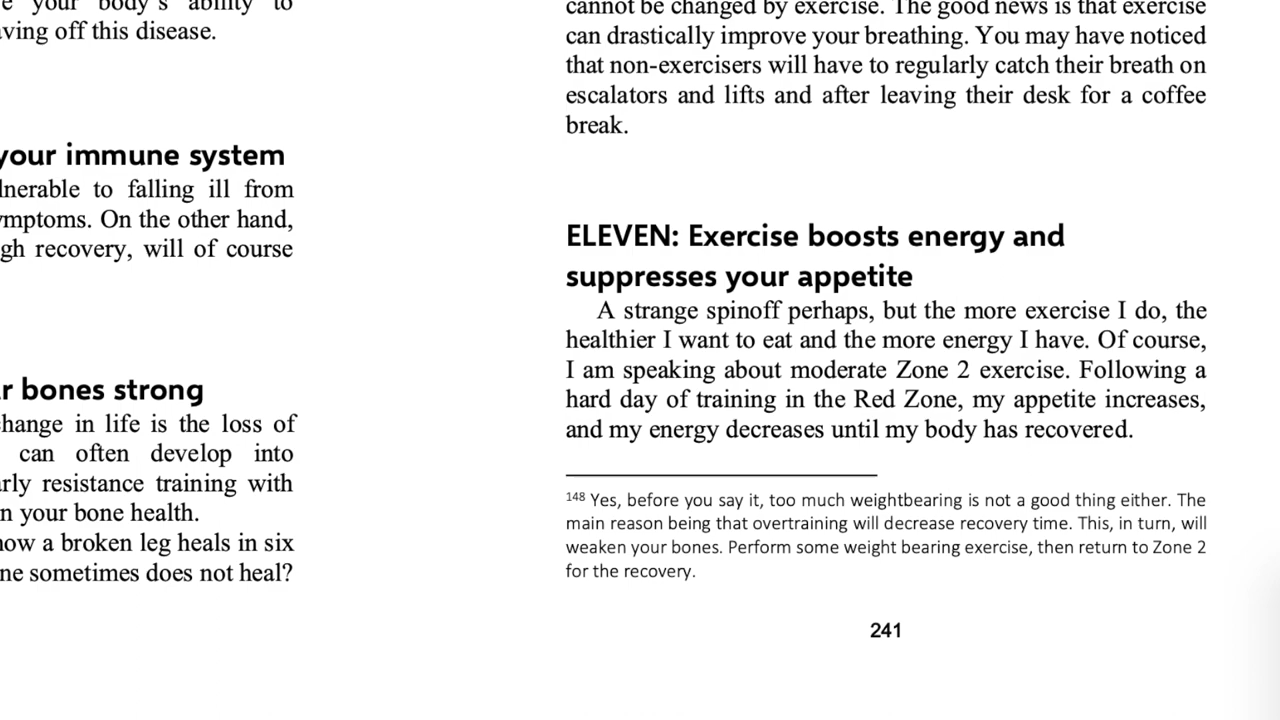 e your body's ability to
ving off this disease.
your immune system
lnerable to falling ill from
ymptoms. On the other hand,
gh recovery, will of course
r bones strong
change in life is the loss of
can often develop into
rly resistance training with
n your bone health.
now a broken leg heals in six
ne sometimes does not heal?
cannot be changed by exercise. The good news is that exercise
can drastically improve your breathing. You may have noticed
that non-exercisers will have to regularly catch their breath on
escalators and lifts and after leaving their desk for a coffee
break.
ELEVEN: Exercise boosts energy and
suppresses your appetite
A strange spinoff perhaps, but the more exercise I do, the
healthier I want to eat and the more energy I have. Of course,
I am speaking about moderate Zone 2 exercise. Following a
hard day of training in the Red Zone, my appetite increases,
and my energy decreases until my body has recovered.
148 Yes, before you say it, too much weightbearing is not a good thing either. The
main reason being that overtraining will decrease recovery time. This, in turn, will
weaken your bones. Perform some weight bearing exercise, then return to Zone 2
for the recovery.
241